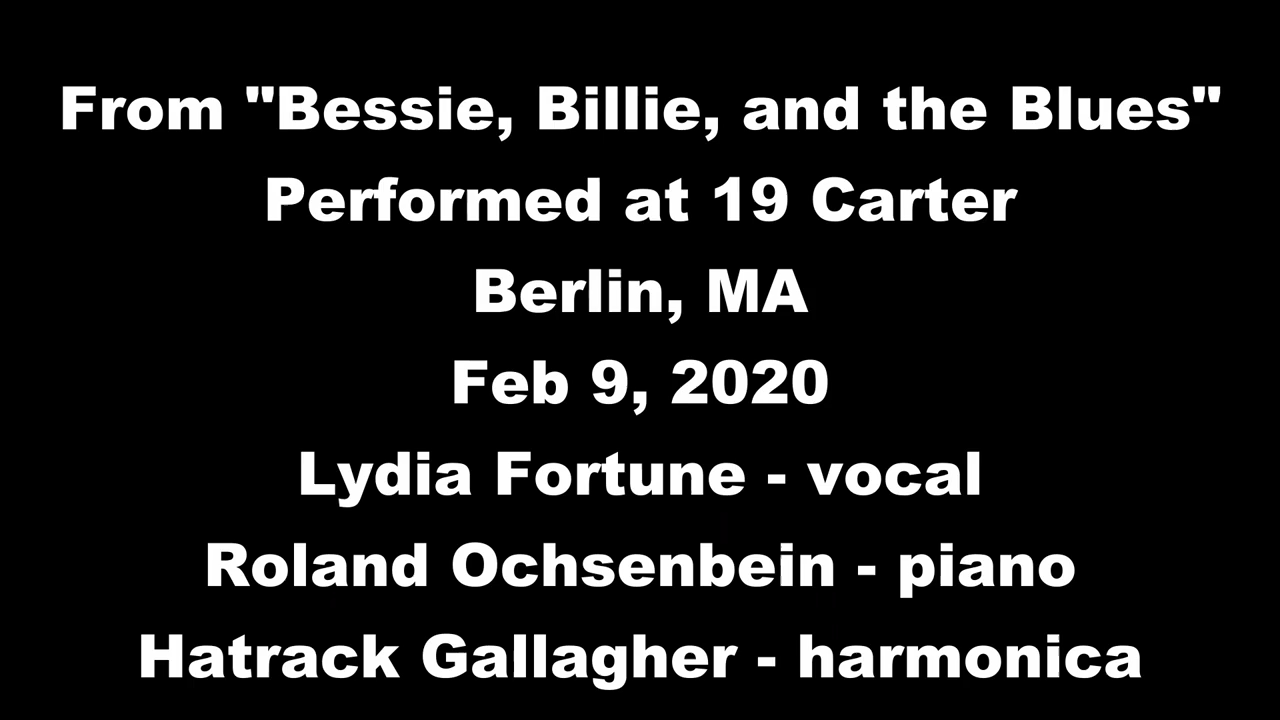 From "Bessie, Billie, and the Blues"
Performed at 19 Carter
Berlin, MA
Feb 9, 2020
Lydia Fortune - vocal
Roland Ochsenbein - piano
Hatrack Gallagher - harmonica